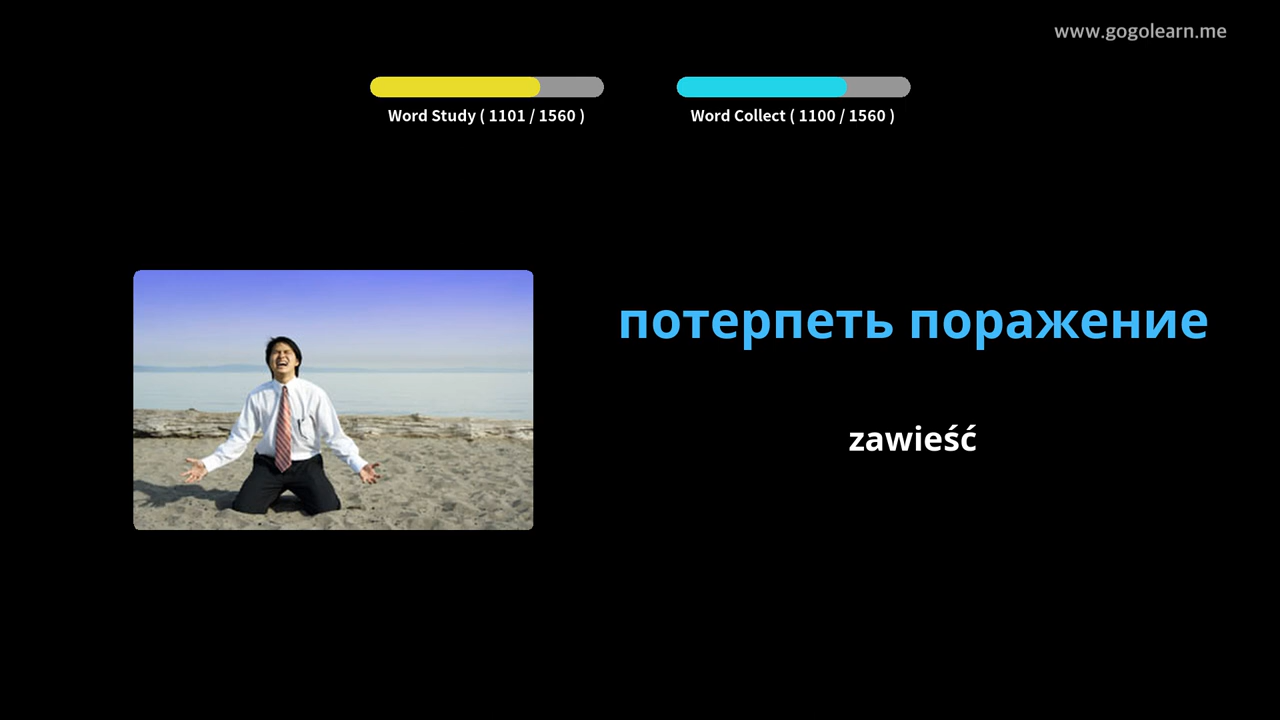 www.gogolearn.me
Word Study ( 1101 / 1560 )
Word Collect ( 1100 / 1560 )
потерпеть поражение
zawieść